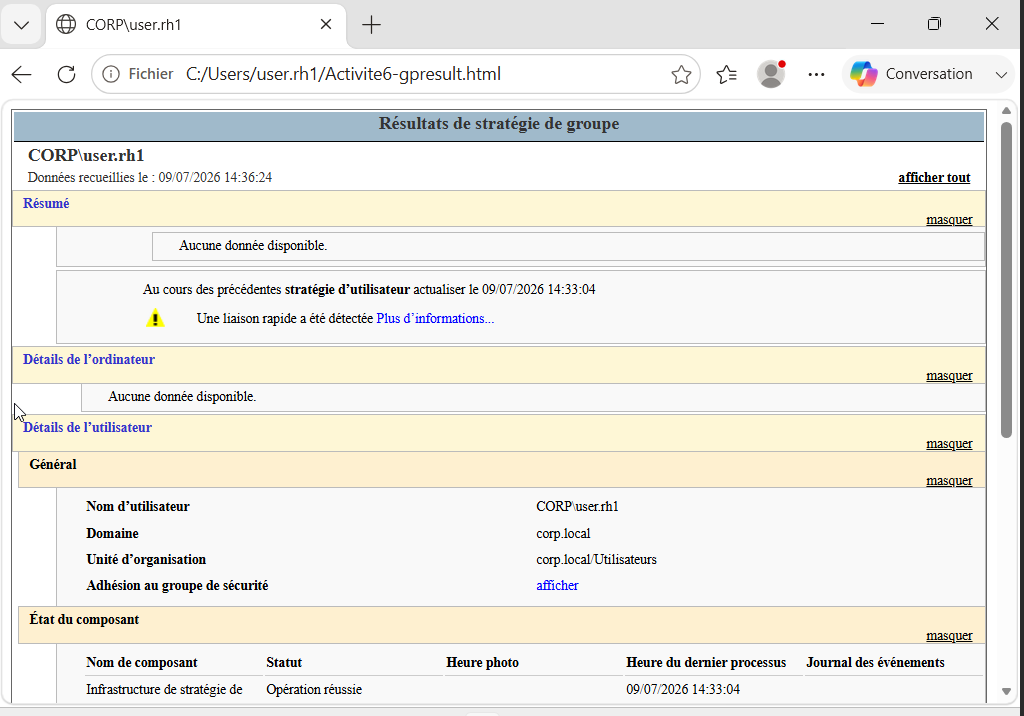 CORP\user.rh1
Fichier C:/Users/user.rh1/Activite6-gpresult.html
Conversation
Résultats de stratégie de groupe
CORP\user.rh1
Données recueillies le : 09/07/2026 14:36:24
afficher tout
Résumé
masquer
Aucune donnée disponible.
Au cours des précédentes stratégie d’utilisateur actualiser le 09/07/2026 14:33:04
Une liaison rapide a été détectée Plus d’informations...
Détails de l’ordinateur
masquer
Aucune donnée disponible.
Détails de l’utilisateur
masquer
Général
masquer
Nom d’utilisateur CORP\user.rh1
Domaine corp.local
Unité d’organisation corp.local/Utilisateurs
Adhésion au groupe de sécurité afficher
État du composant
masquer
Nom de composant Statut Heure photo Heure du dernier processus Journal des événements
Infrastructure de stratégie de Opération réussie 09/07/2026 14:33:04